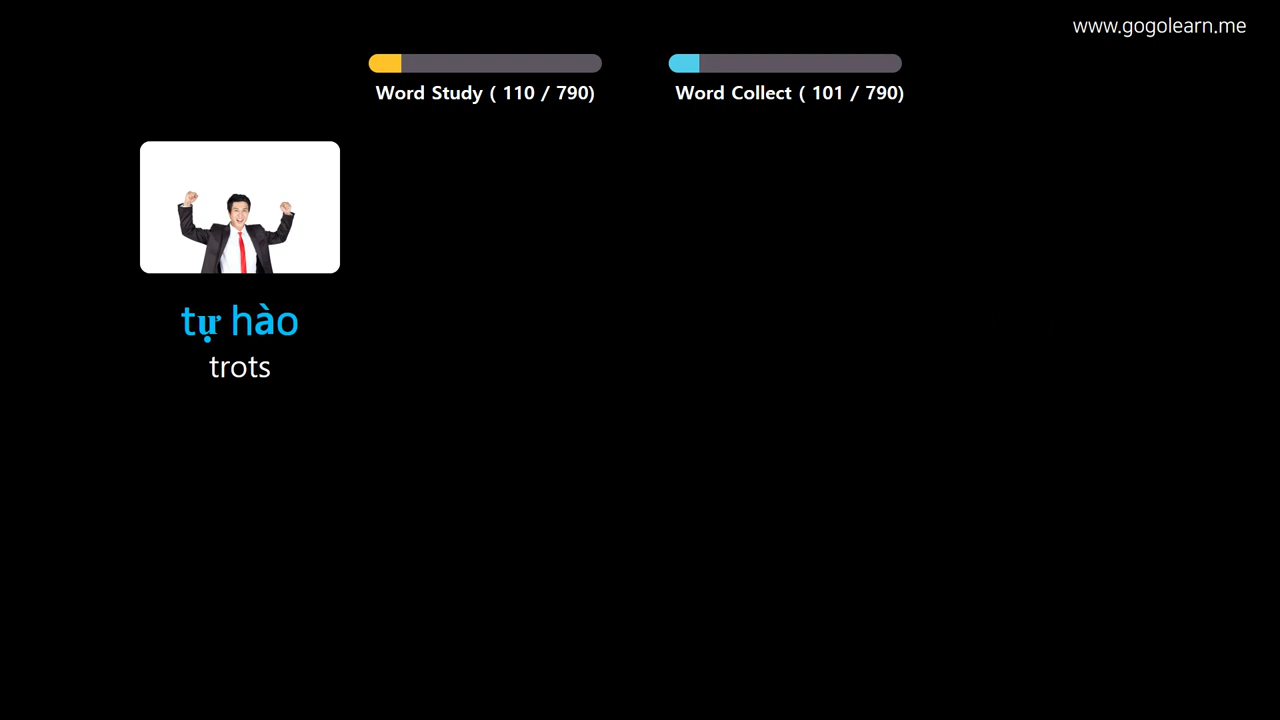 www.gogolearn.me
Word Study ( 110 / 790)
Word Collect ( 101 / 790)
tự hào
trots